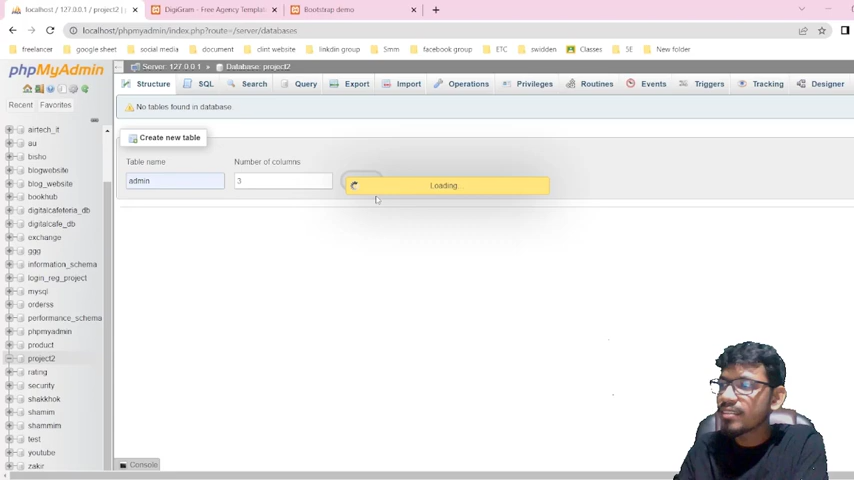 localhost / 127.0.0.1 / project2 |
DigiGram - Free Agency Templat
Bootstrap demo
localhost/phpmyadmin/index.php?route=/server/databases
freelancer google sheet social media document clint website linkdin group 5mm facebook group ETC swidden Classes SE New folder
phpMyAdmin
Recent Favorites
airtech_it
au
bisho
blogwebsite
blog_website
bookhub
digitalcafeteria_db
digitalcafe_db
exchange
ggg
information_schema
login_reg_project
mysql
orderss
performance_schema
phpmyadmin
product
project2
rating
security
shakkhok
shamim
shammim
test
youtube
zakir
Server: 127.0.0.1 » Database: project2
Structure SQL Search Query Export Import Operations Privileges Routines Events Triggers Tracking Designer
No tables found in database
Create new table
Table name Number of columns
admin 3
Loading
Console